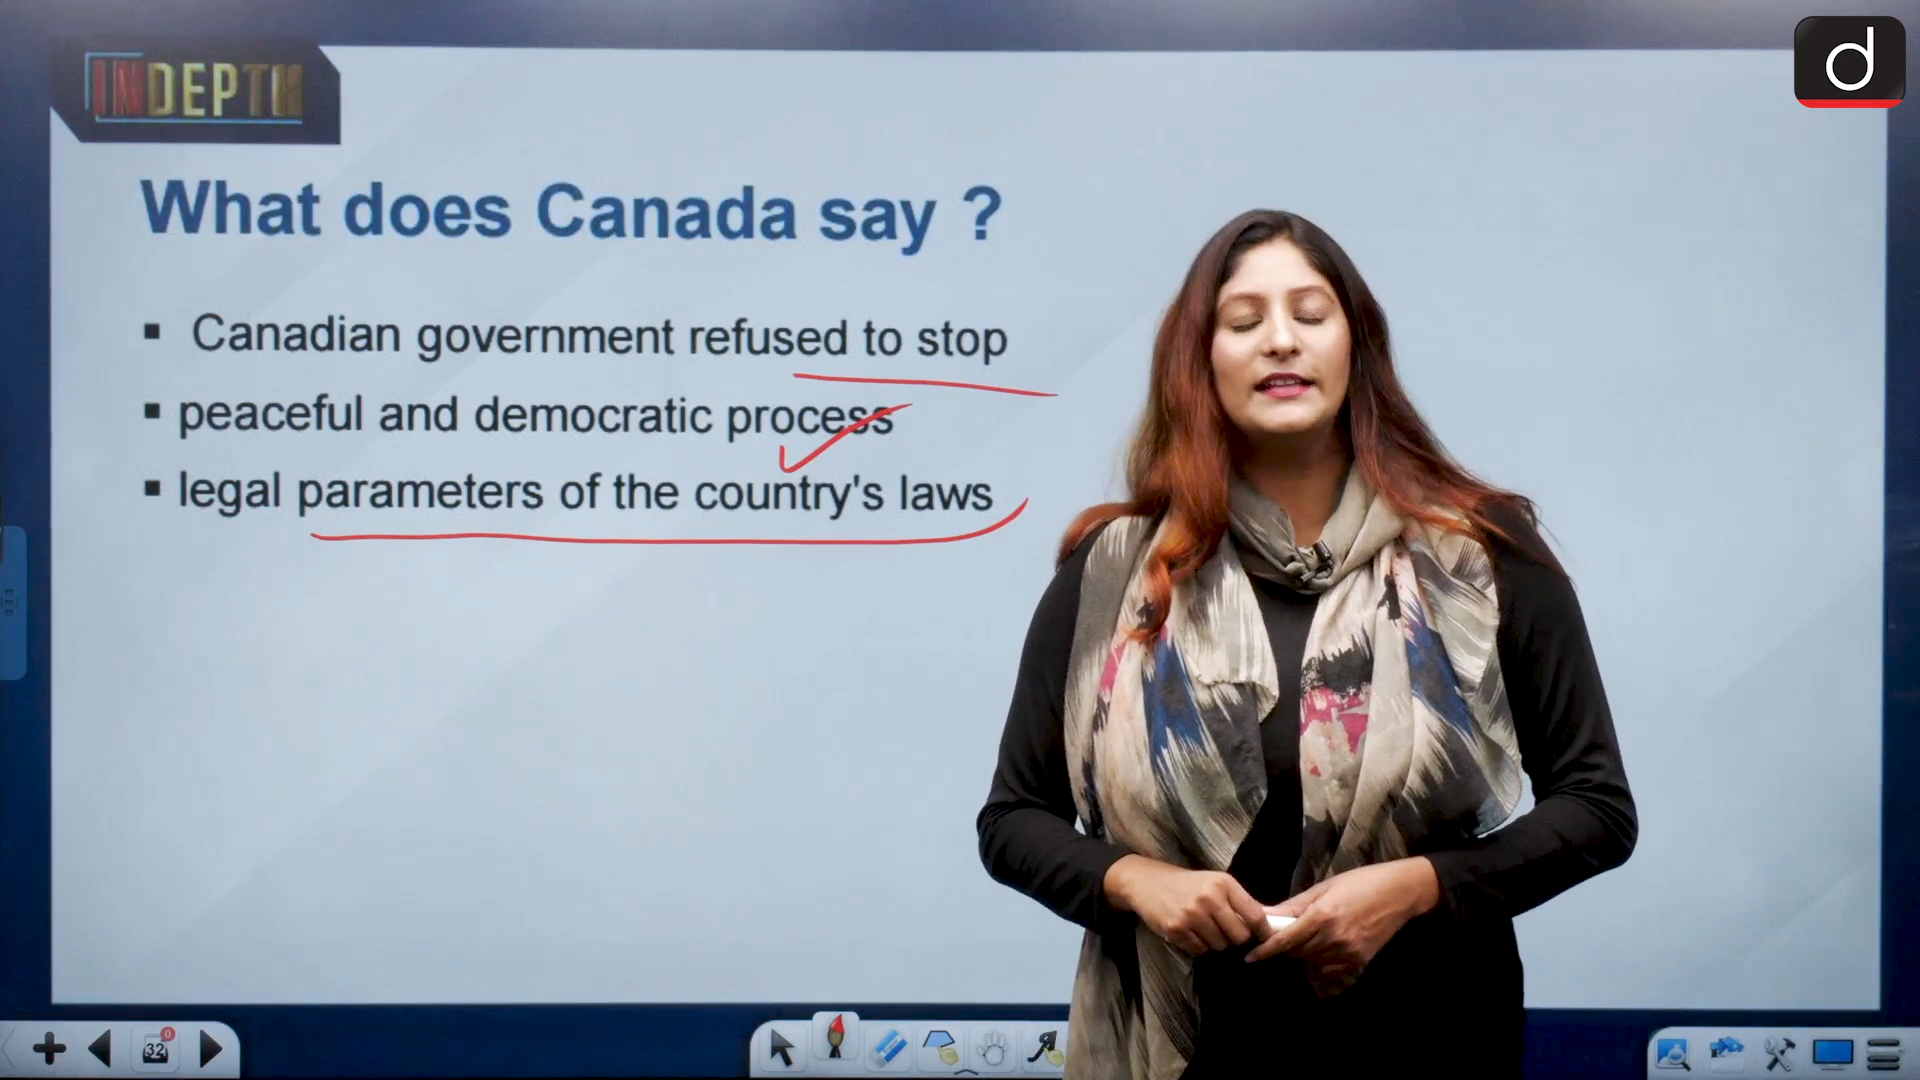 INDEPTH
d
What does Canada say ?
▪ Canadian government refused to stop
▪ peaceful and democratic process
▪ legal parameters of the country's laws
32
0